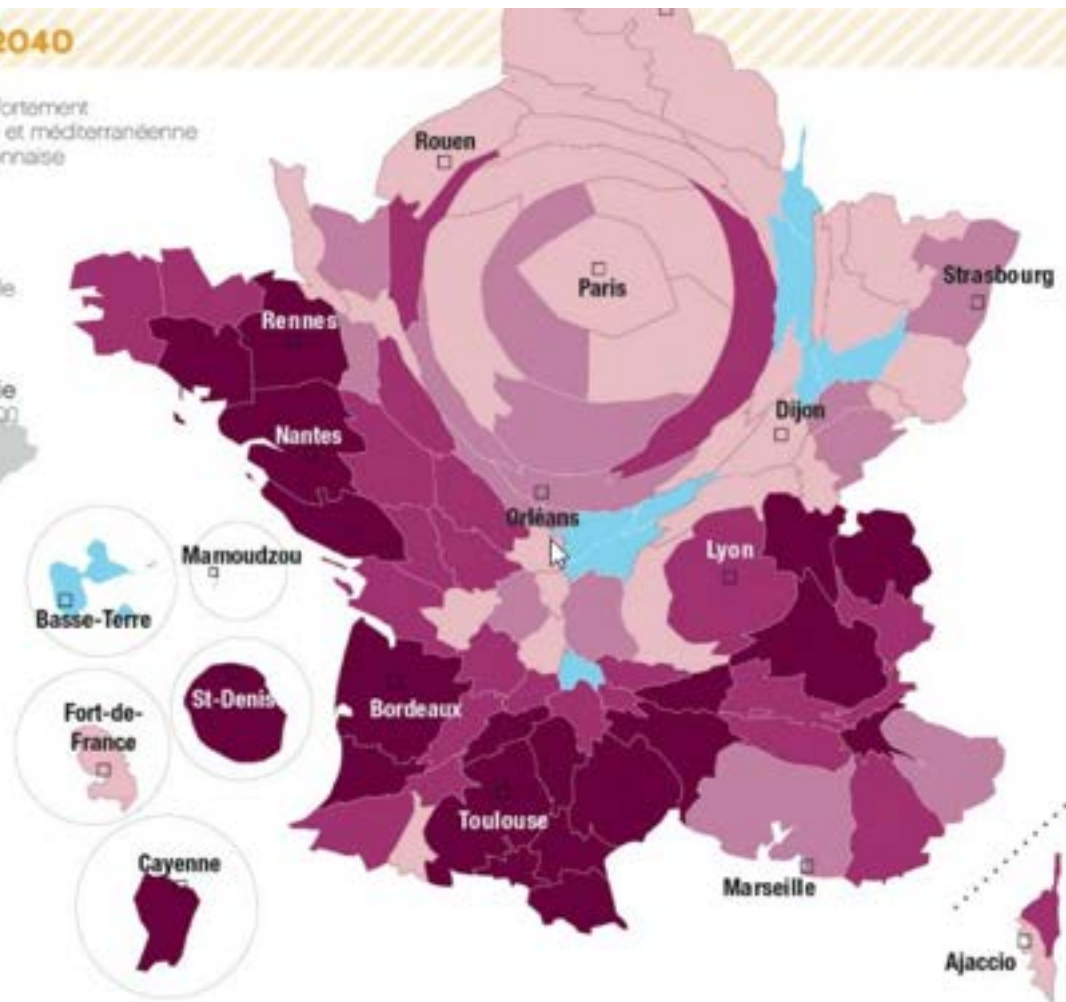 2040
fortement
et méditerranéenne
Rouen
Strasbourg
Paris
Rennes
Dijon
Nantes
Orléans
Lyon
Mamoudzou
Basse-Terre
St-Denis
Bordeaux
Fort-de-
France
Toulouse
Cayenne
Marseille
Ajaccio